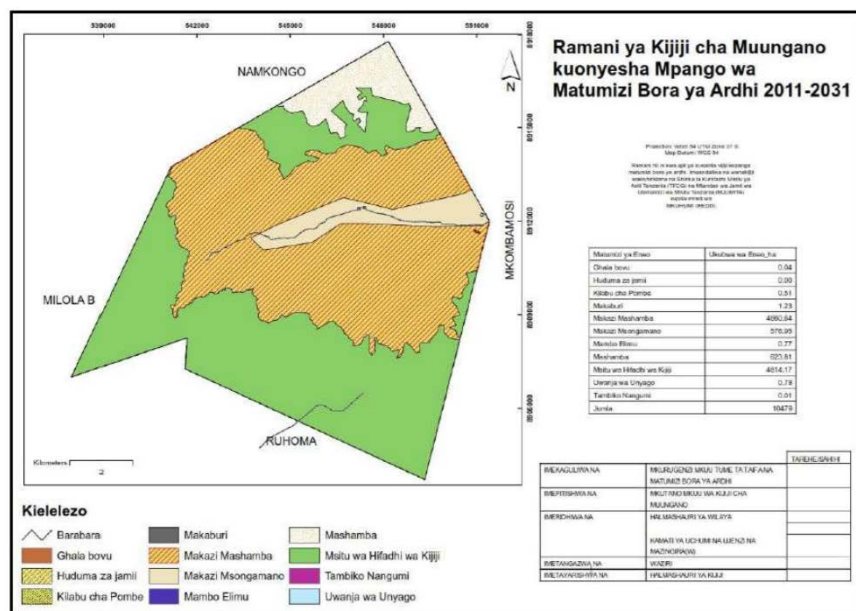 Ramani ya Kijiji cha Muungano
kuonyesha Mpango wa
Matumizi Bora ya Ardhi 2011-2031
539000 542000 545000 548000 551000
8918000
8915000
8912000
8909000
8906000
NAMKONGO
N
MKOMBAMOSI
MILOLA B
RUHOMA
Kilometers
2
Matumizi ya Eneo Ukubwa wa Eneo_ha
Ghala bovu 0.04
Huduma za jamii 0.00
Kilabu cha Pombe 0.51
Makaburi 1.23
Makazi Mashamba
Makazi Msongamano 576.95
Mambo Elimu 0.77
Mashamba 623.81
Msitu wa Hifadhi wa Kijiji 4614.17
Uwanja wa Unyago 0.78
Tambiko Nangumi 0.01
Jumla 10479
TAREHE/SAHIHI
IMEKAGULIWA NA MKURUGENZI MKUU TUME YA TAIFA NA
MATUMIZI BORA YA ARDHI
IMEPITISHWA NA MKUTANO MKUU WA KIJIJI CHA
MUUNGANO
IMERIDHIWA NA HALMASHAURI YA WILAYA
KAMATI YA UCHUMI NA UJENZI NA
IMETANGAZWA NA WAZIRI
IMETAYARISHWA NA HALMASHAURI YA KIJIJI
Kielelezo
Barabara Makaburi Mashamba
Ghala bovu Makazi Mashamba Msitu wa Hifadhi wa Kijiji
Huduma za jamii Makazi Msongamano Tambiko Nangumi
Kilabu cha Pombe Mambo Elimu Uwanja wa Unyago